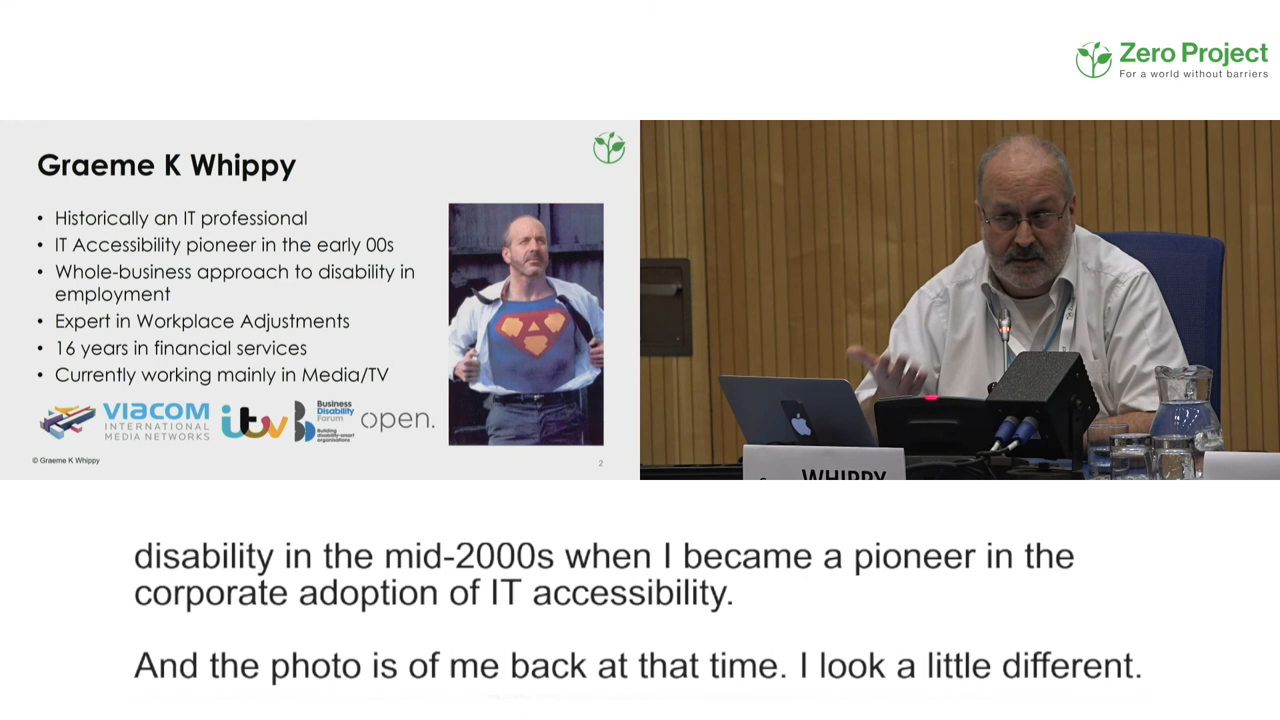 Zero Project
For a world without barriers
Graeme K Whippy
• Historically an IT professional
• IT Accessibility pioneer in the early 00s
• Whole-business approach to disability in
employment
• Expert in Workplace Adjustments
• 16 years in financial services
• Currently working mainly in Media/TV
VIACOM
INTERNATIONAL
MEDIA NETWORKS
itv
Business
Disability
Forum
Building
disability-smart
organisations
open.
© Graeme K Whippy
2
WHIPPY
disability in the mid-2000s when I became a pioneer in the
corporate adoption of IT accessibility.
And the photo is of me back at that time. I look a little different.